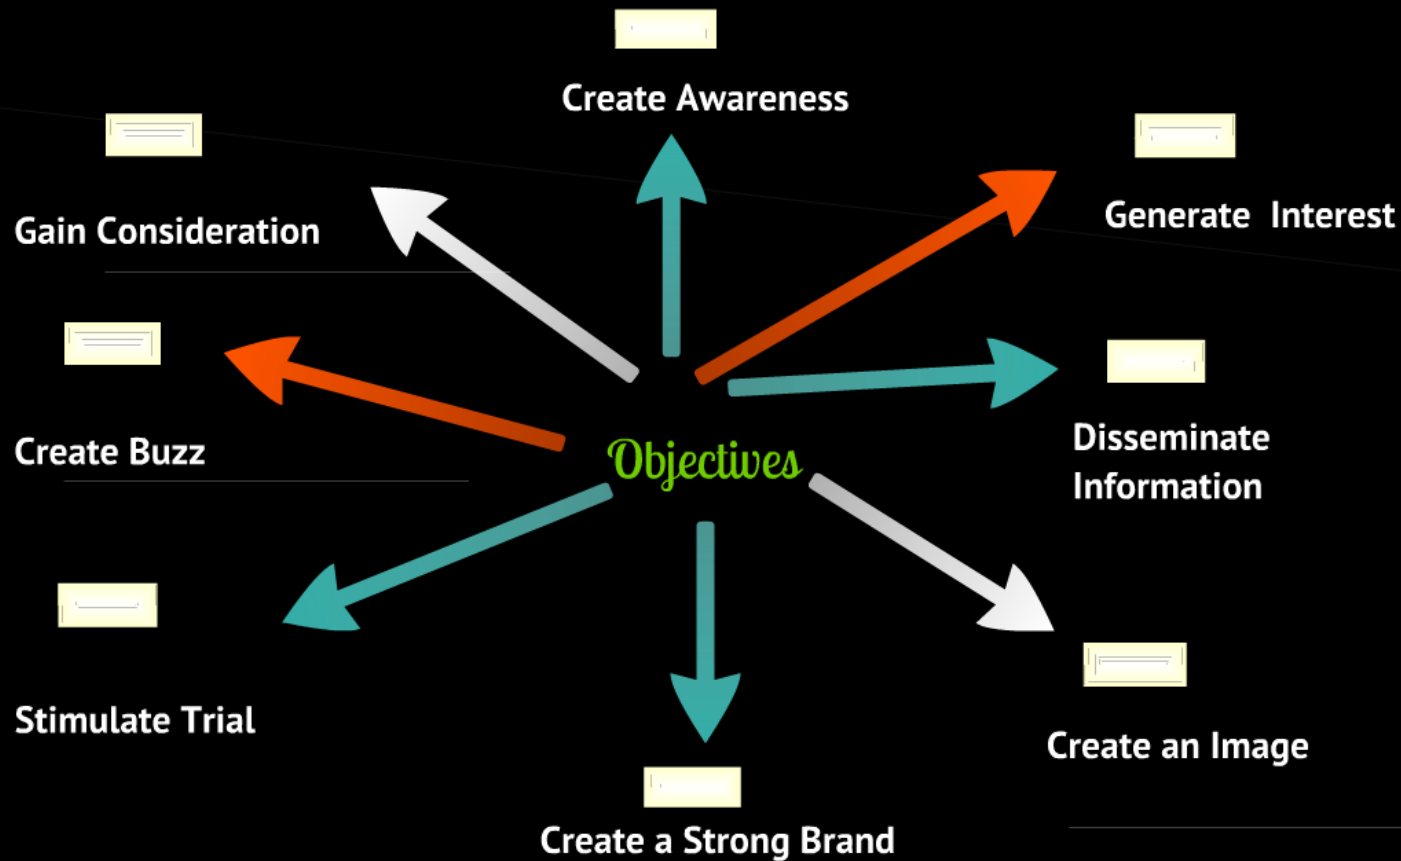 Create Awareness
Generate Interest
Gain Consideration
Disseminate
Information
Create Buzz
Objectives
Stimulate Trial
Create an Image
Create a Strong Brand